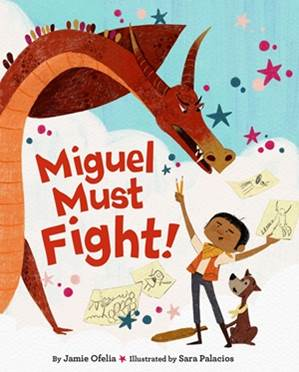 Miguel
Must
Fight!
By Jamie Ofelia ★ Illustrated by Sara Palacios